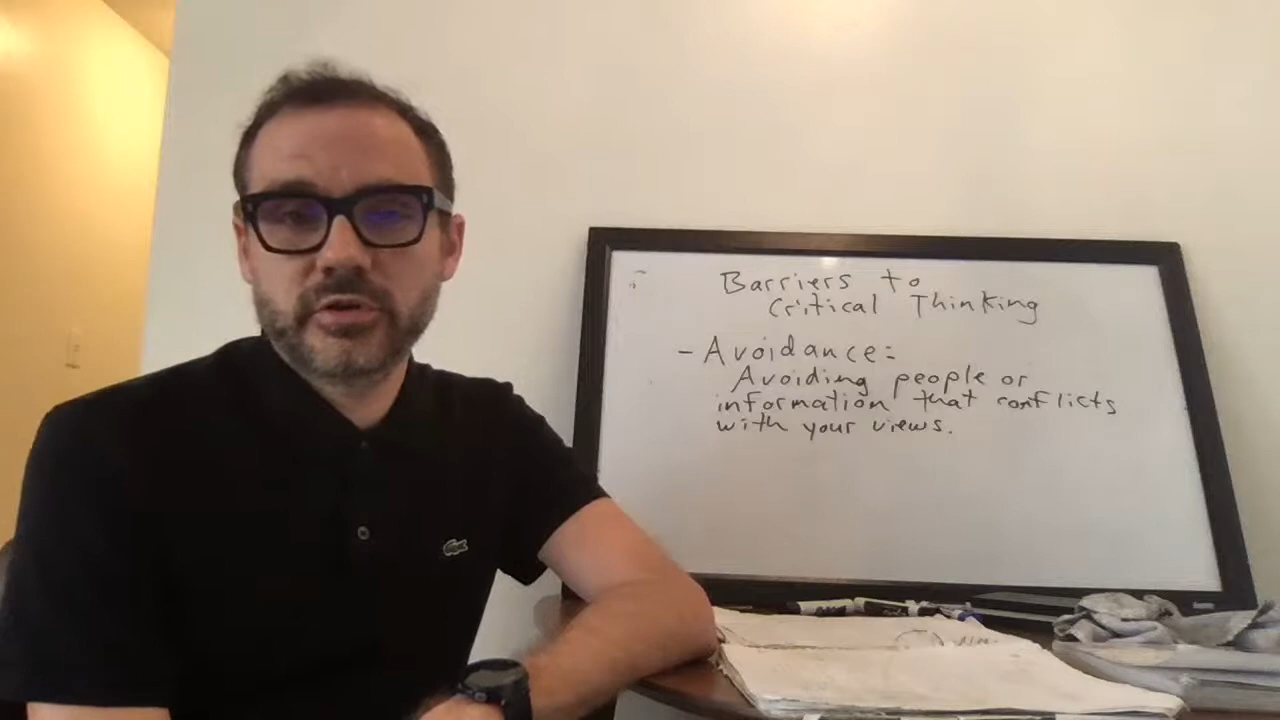 Barriers to
Critical Thinking
- Avoidance:
Avoiding people or
information that conflicts
with your views.